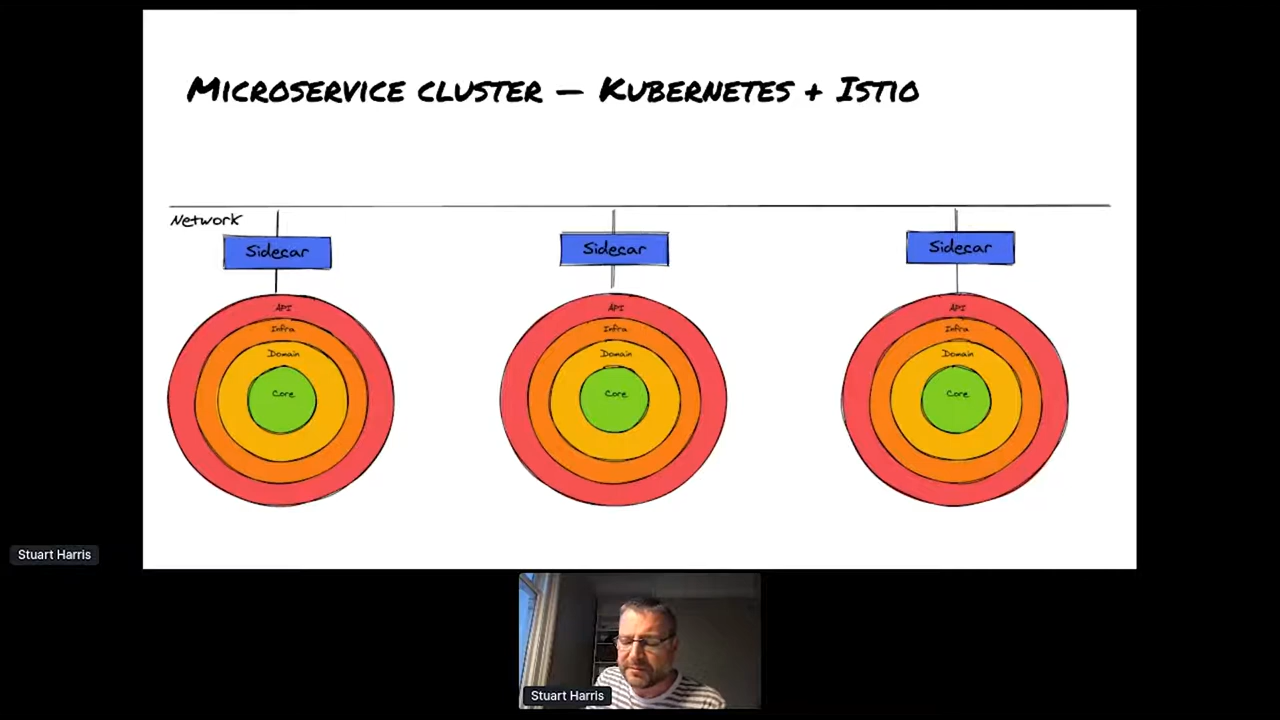 MICROSERVICE CLUSTER — KUBERNETES + ISTIO
Network
Sidecar
Sidecar
Sidecar
API
API
API
Infra
Infra
Infra
Domain
Domain
Domain
Core
Core
Core
Stuart Harris
Stuart Harris